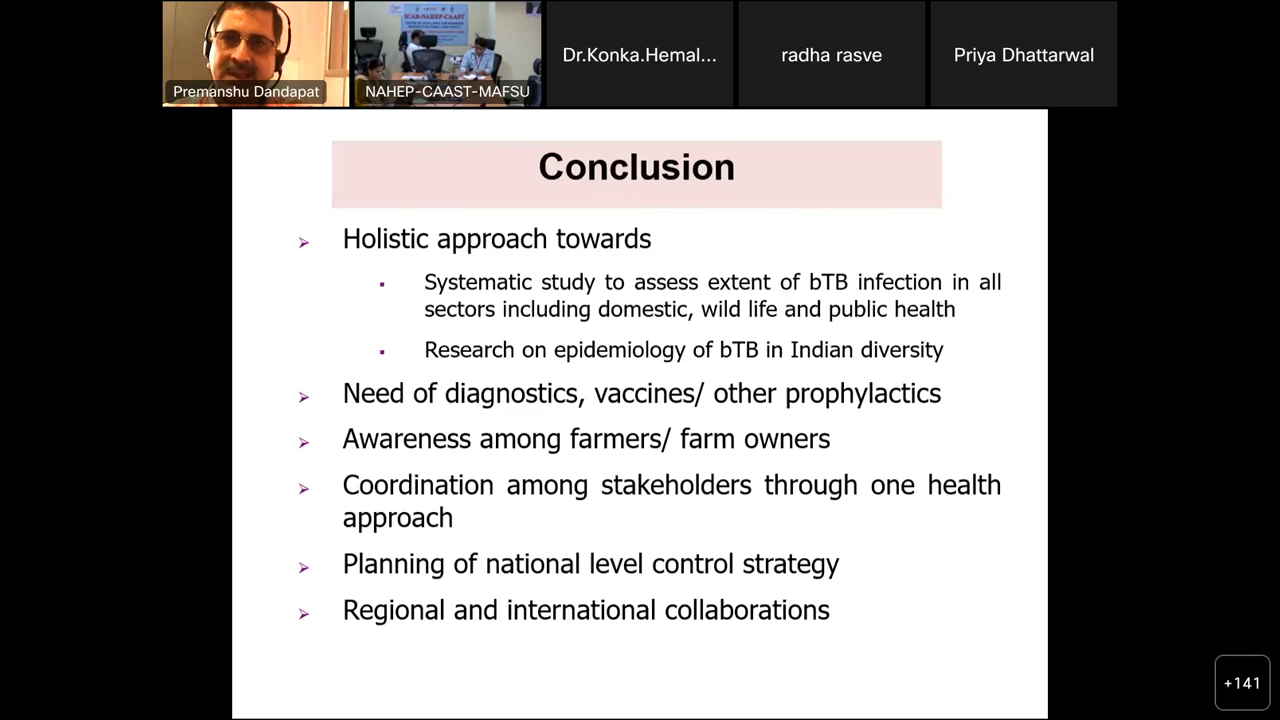 Premanshu Dandapat
ICAR-NAHEP-CAAST
NAHEP-CAAST-MAFSU
Dr.Konka.Hemal...
radha rasve
Priya Dhattarwal
Conclusion
Holistic approach towards
Systematic study to assess extent of bTB infection in all
sectors including domestic, wild life and public health
Research on epidemiology of bTB in Indian diversity
Need of diagnostics, vaccines/ other prophylactics
Awareness among farmers/ farm owners
Coordination among stakeholders through one health
approach
Planning of national level control strategy
Regional and international collaborations
+141